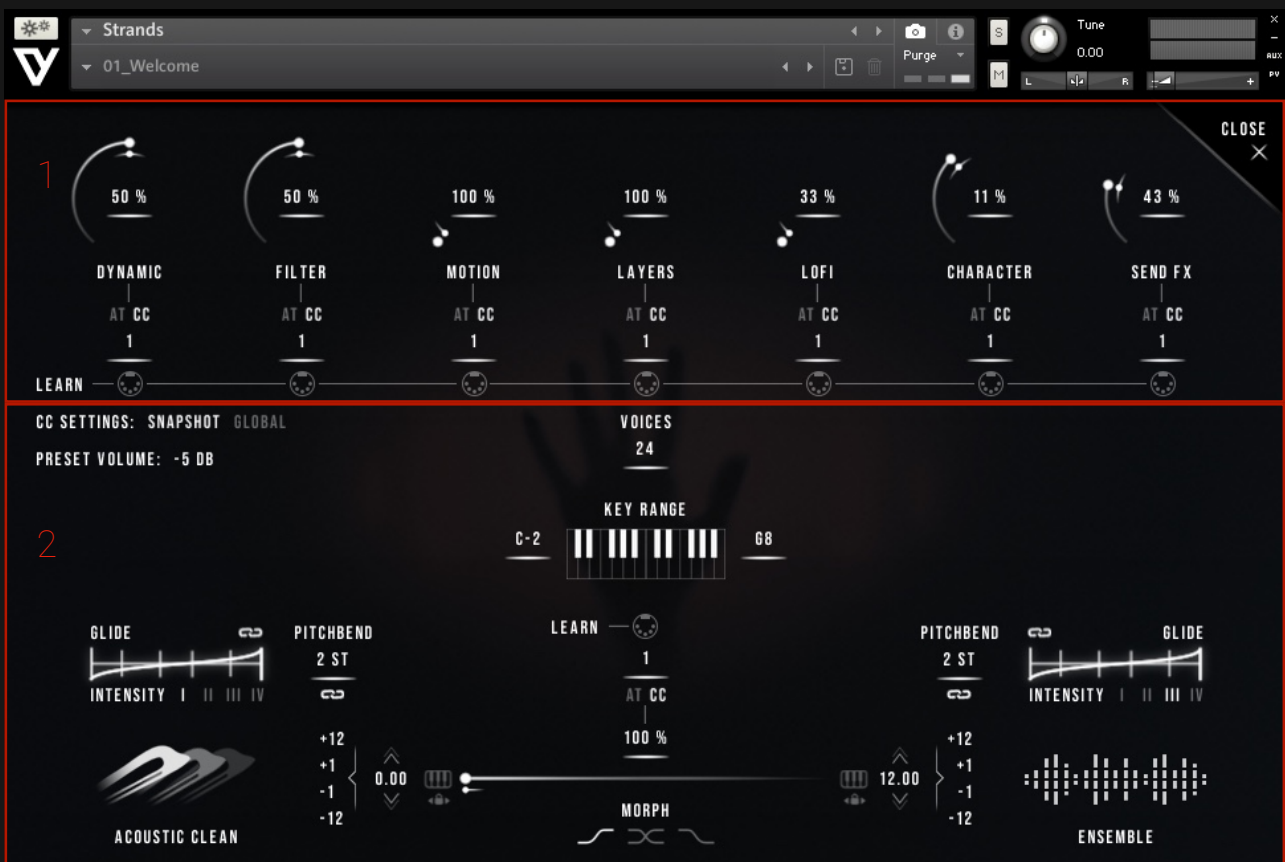 Strands
S
Tune
0.00
01_Welcome
Purge
M
L R
- +
AUX
PV
1
CLOSE
50 % 50 % 100 % 100 % 33 % 11 % 43 %
DYNAMIC FILTER MOTION LAYERS LOFI CHARACTER SEND FX
AT CC AT CC AT CC AT CC AT CC AT CC AT CC
1 1 1 1 1 1 1
LEARN
CC SETTINGS: SNAPSHOT GLOBAL
VOICES
24
PRESET VOLUME: -5 DB
2
KEY RANGE
C-2 G8
LEARN
1
AT CC
100 %
GLIDE PITCHBEND
2 ST
INTENSITY I II III IV
PITCHBEND GLIDE
2 ST
INTENSITY I II III IV
+12
+1
-1
-12
0.00
12.00
+12
+1
-1
-12
MORPH
ACOUSTIC CLEAN
ENSEMBLE